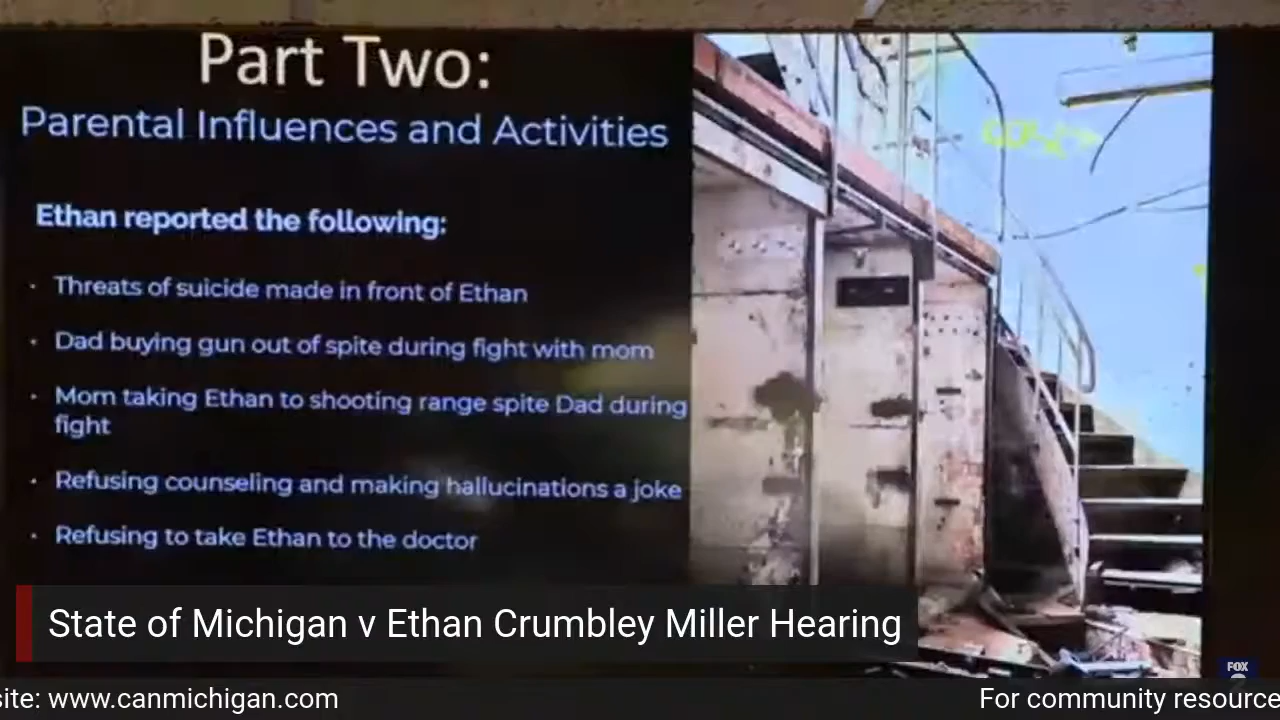 Part Two:
Parental Influences and Activities
Ethan reported the following:
· Threats of suicide made in front of Ethan
· Dad buying gun out of spite during fight with mom
· Mom taking Ethan to shooting range spite Dad during
fight
· Refusing counseling and making hallucinations a joke
· Refusing to take Ethan to the doctor
State of Michigan v Ethan Crumbley Miller Hearing
FOX
2
site: www.canmichigan.com
For community resource